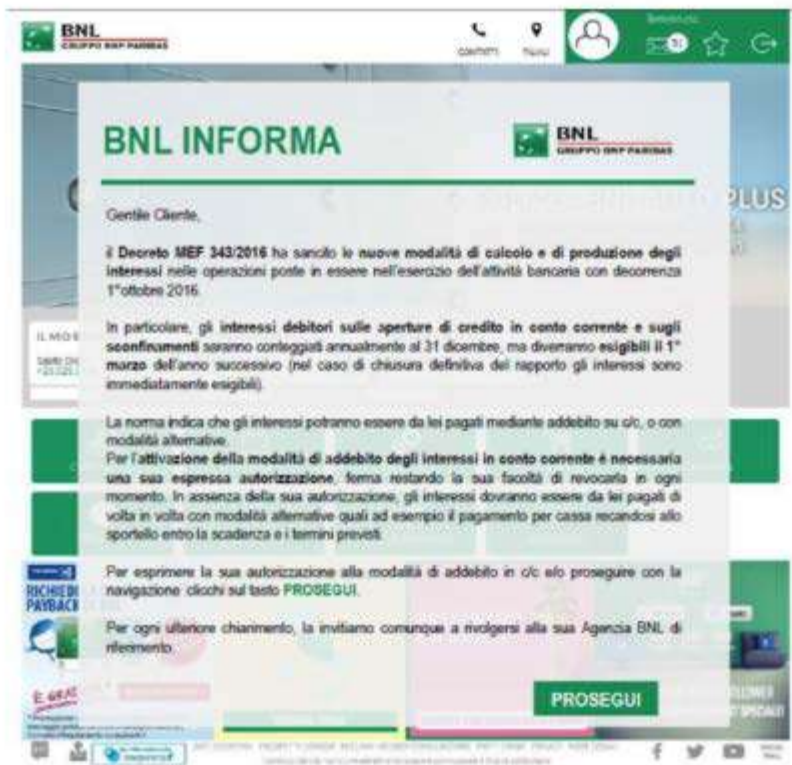 BNL
GRUPPO BNP PARIBAS
BNL INFORMA
BNL
GRUPPO BNP PARIBAS
PLUS
Gentile Cliente,
il Decreto MEF 343/2016 ha sancito le nuove modalità di calcolo e di produzione degli
interessi nelle operazioni poste in essere nell'esercizio dell'attività bancaria con decorrenza
1°ottobre 2016.
In particolare, gli interessi debitori sulle aperture di credito in conto corrente e sugli
sconfinamenti saranno conteggiati annualmente al 31 dicembre, ma diverranno esigibili il 1°
marzo dell'anno successivo (nel caso di chiusura definitiva del rapporto gli interessi sono
immediatamente esigibili).
La norma indica che gli interessi potranno essere da lei pagati mediante addebito su c/c, o con
modalità alternative.
Per l'attivazione della modalità di addebito degli interessi in conto corrente è necessaria
una sua espressa autorizzazione, ferma restando la sua facoltà di revocarla in ogni
momento. In assenza della sua autorizzazione, gli interessi dovranno essere da lei pagati di
volta in volta con modalità alternative quali ad esempio il pagamento per cassa recandosi allo
sportello entro la scadenza e i termini previsti.
Per esprimere la sua autorizzazione alla modalità di addebito in c/c e/o proseguire con la
navigazione clicchi sul tasto PROSEGUI.
RICHIEDI LA
PAYBACK
Per ogni ulteriore chiarimento, la invitiamo comunque a rivolgersi alla sua Agenzia BNL di
riferimento.
PROSEGUI